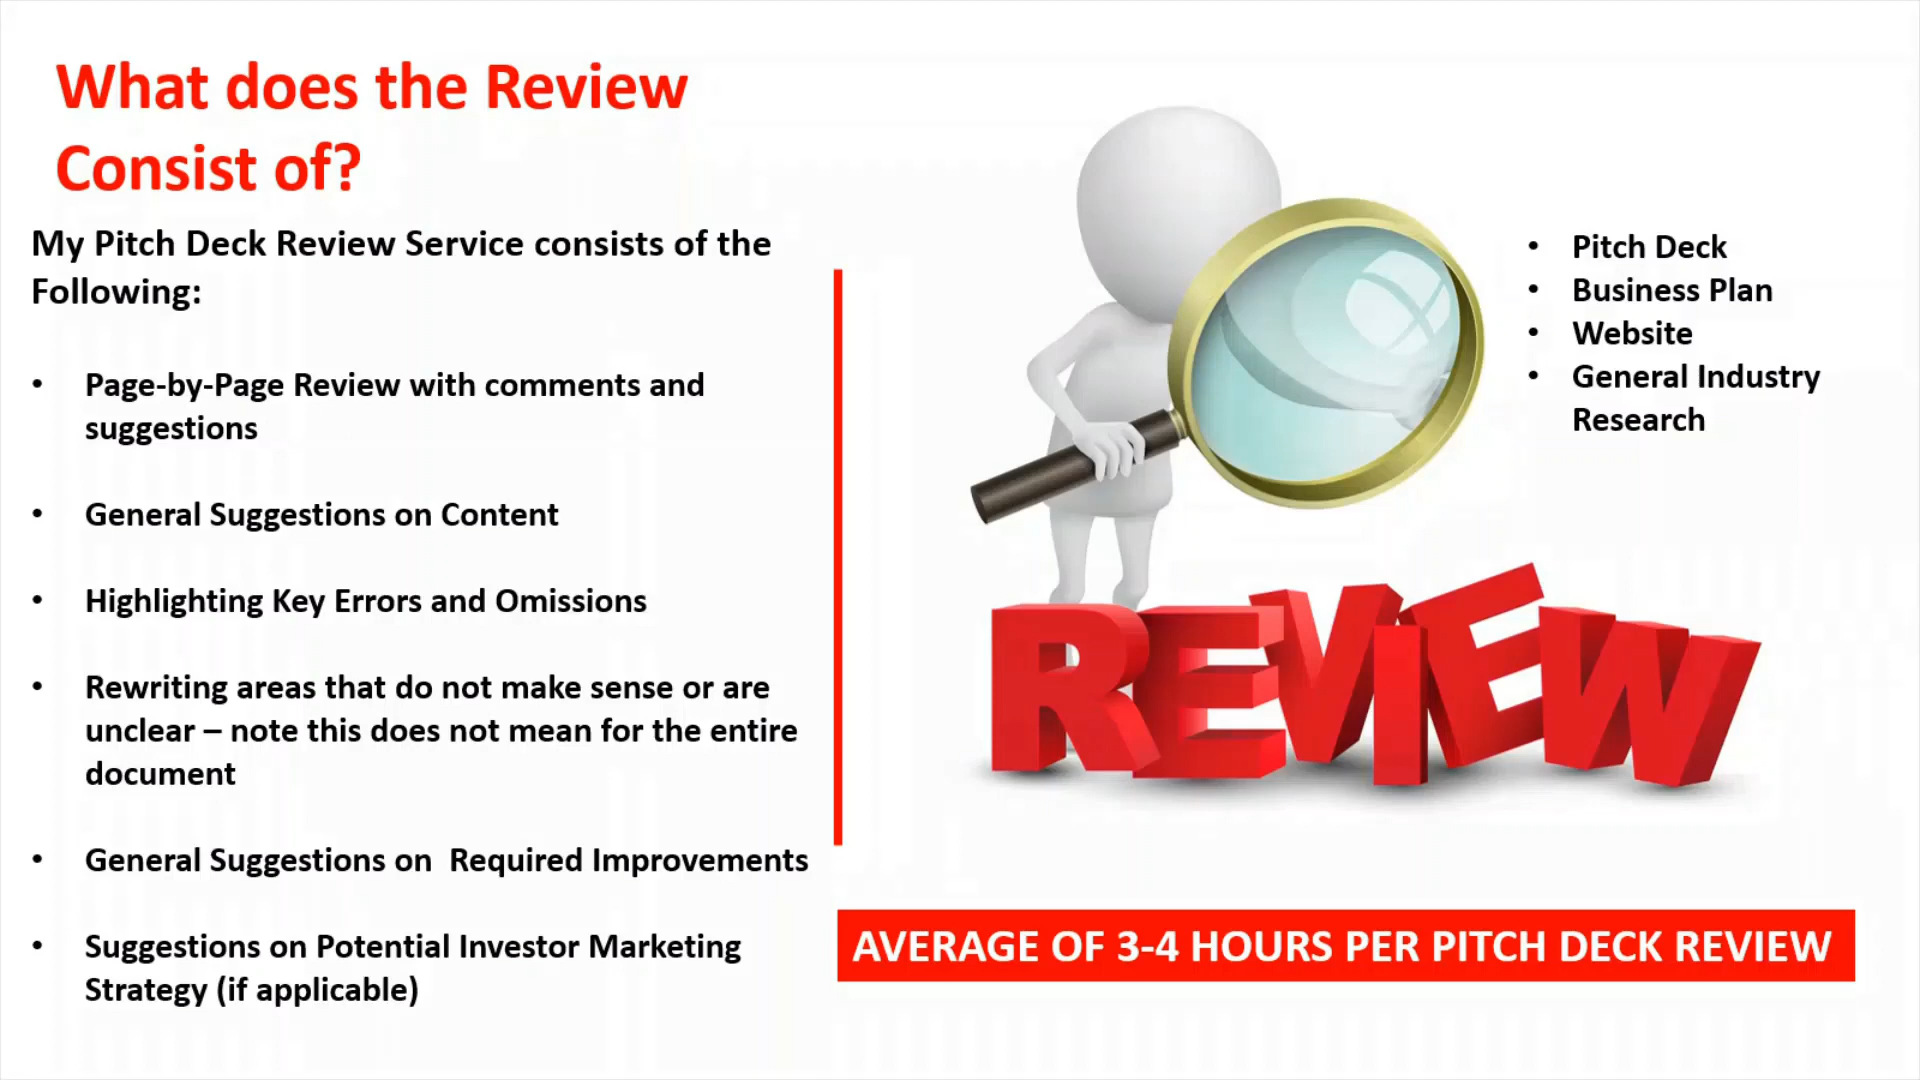 What does the Review
Consist of?
My Pitch Deck Review Service consists of the
Following:
• Page-by-Page Review with comments and
suggestions
• General Suggestions on Content
• Highlighting Key Errors and Omissions
• Rewriting areas that do not make sense or are
unclear – note this does not mean for the entire
document
• General Suggestions on  Required Improvements
• Suggestions on Potential Investor Marketing
Strategy (if applicable)
• Pitch Deck
• Business Plan
• Website
• General Industry
Research
REVIEW
AVERAGE OF 3-4 HOURS PER PITCH DECK REVIEW